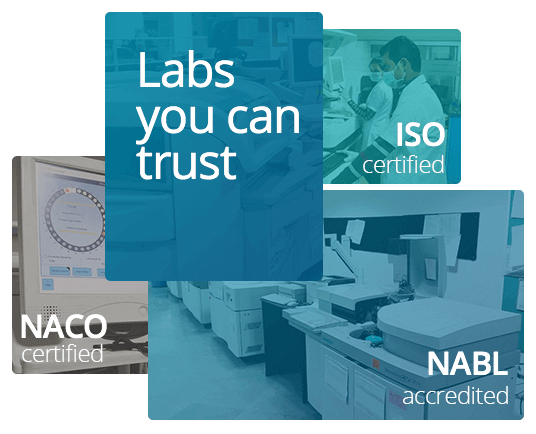 Labs
you can
trust
ISO
certified
NACO
certified
NABL
accredited